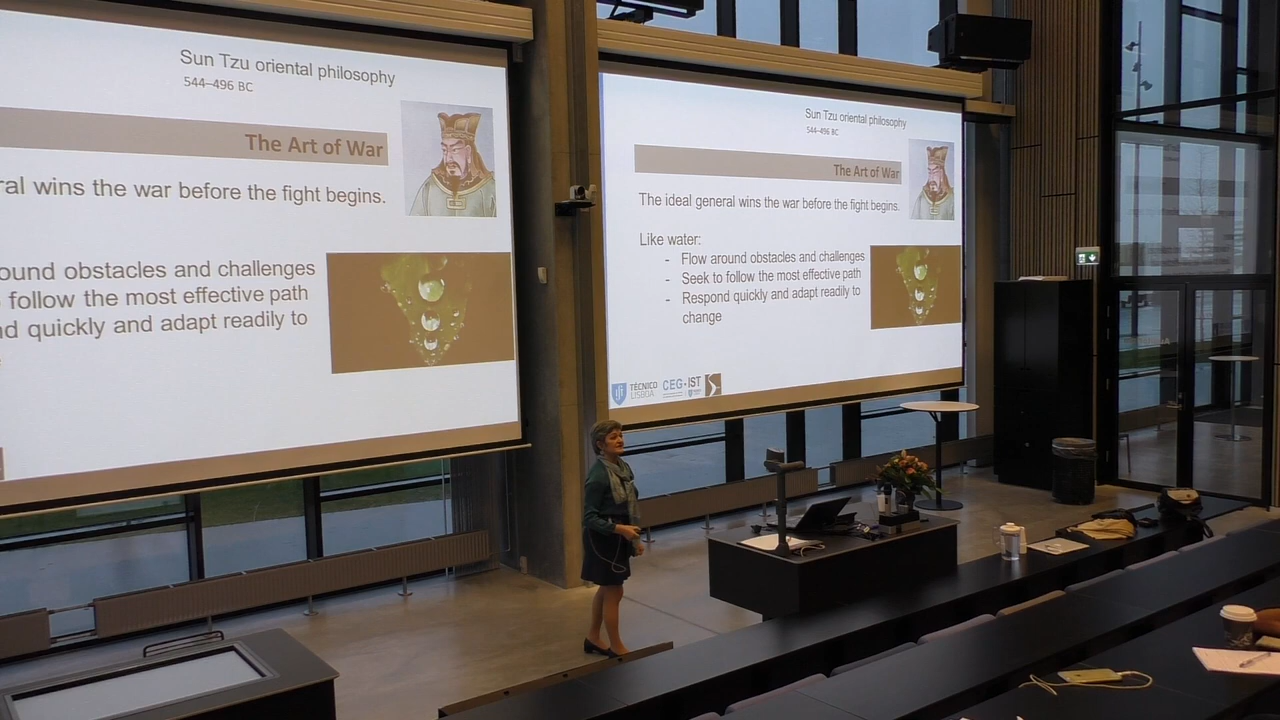 Sun Tzu oriental philosophy
544–496 BC
The Art of War
ral wins the war before the fight begins.
ound obstacles and challenges
follow the most effective path
nd quickly and adapt readily to
Sun Tzu oriental philosophy
544–496 BC
The Art of War
The ideal general wins the war before the fight begins.
Like water:
- Flow around obstacles and challenges
- Seek to follow the most effective path
- Respond quickly and adapt readily to
change
TÉCNICO
LISBOA
CEG-IST